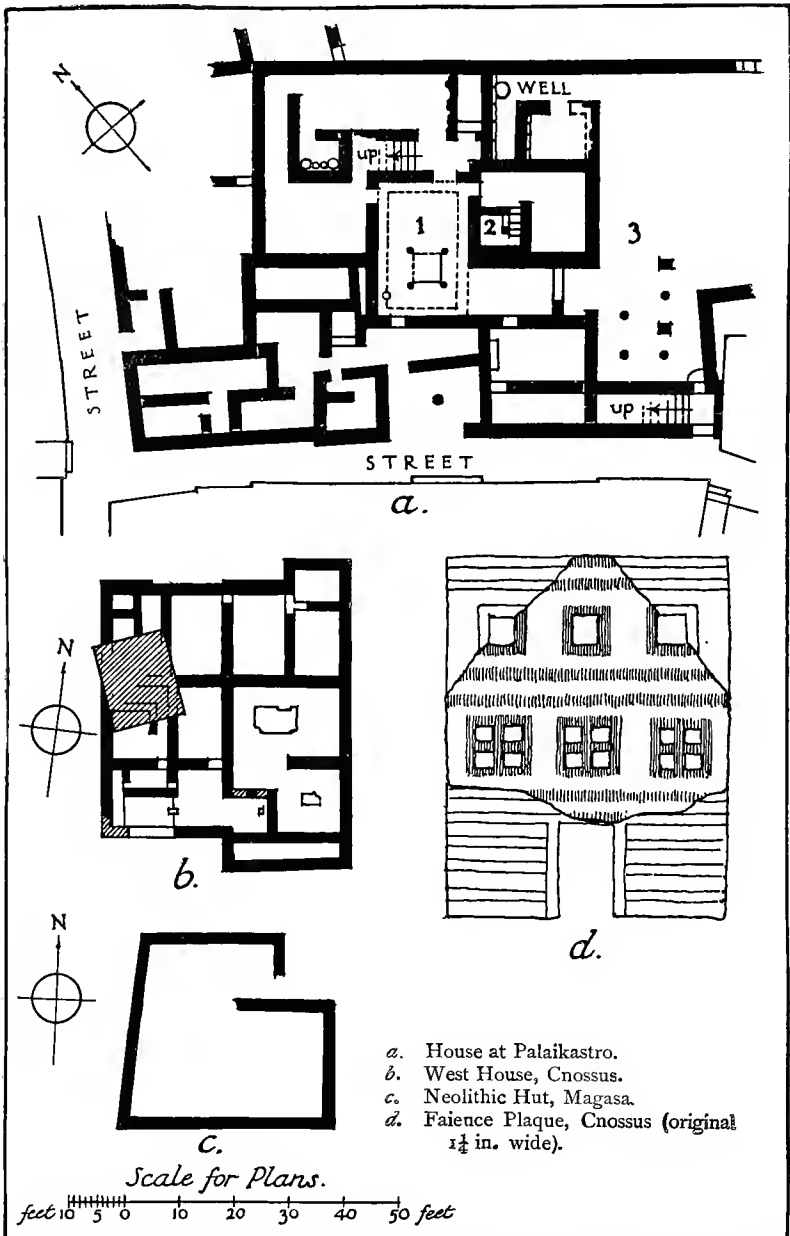 N
WELL
up
1
2
3
STREET
up
STREET
a.
N
b.
d.
N
c.
a. House at Palaikastro.
b. West House, Cnossus.
c. Neolithic Hut, Magasa.
d. Faience Plaque, Cnossus (original
1¼ in. wide).
Scale for Plans.
feet 10 5 0 10 20 30 40 50 feet